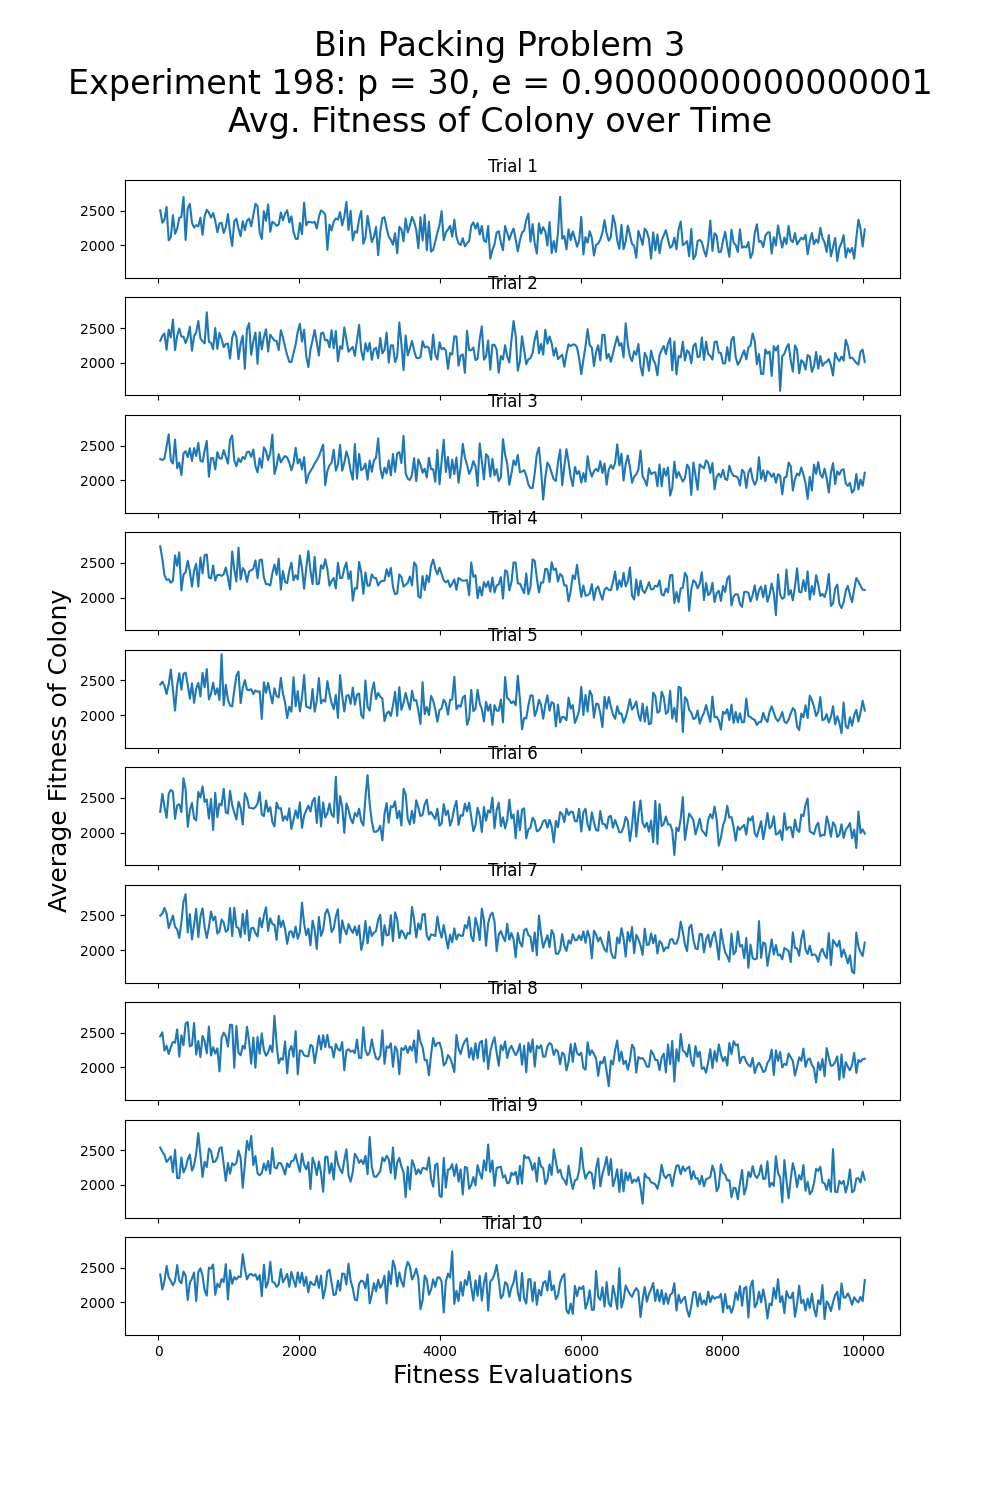 Bin Packing Problem 3
Experiment 198: p = 30, e = 0.9000000000000001
Avg. Fitness of Colony over Time
Average Fitness of Colony
Trial 1
2500
2000
Trial 2
2500
2000
Trial 3
2500
2000
Trial 4
2500
2000
Trial 5
2500
2000
Trial 6
2500
2000
Trial 7
2500
2000
Trial 8
2500
2000
Trial 9
2500
2000
Trial 10
2500
2000
0 2000 4000 6000 8000 10000
Fitness Evaluations